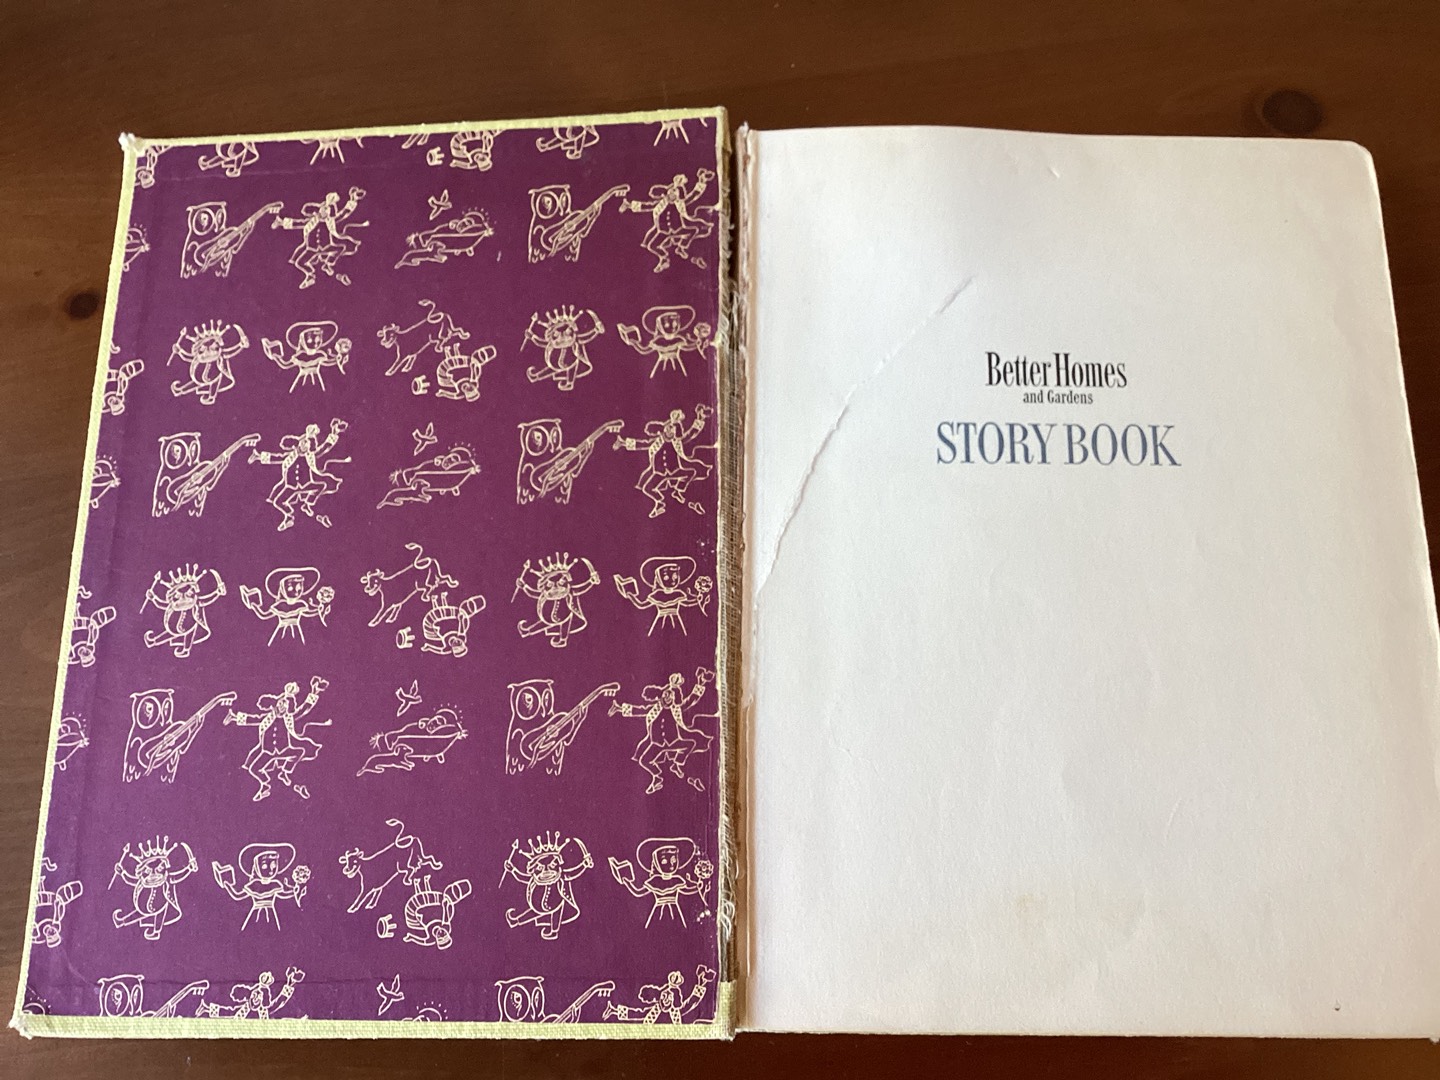 Better Homes
and Gardens
STORY BOOK